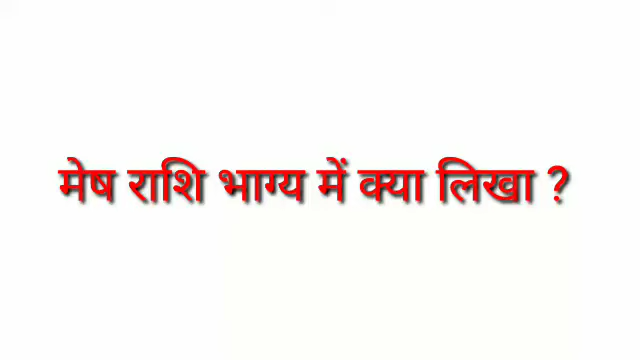 मेष राशि भाग्य में क्या लिखा ?